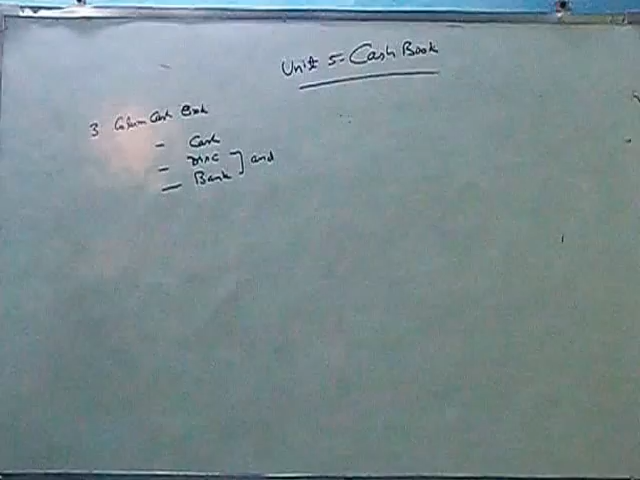 Unit 5- Cash Book
3 Column Cash Book
- Cash
- Disc
- Bank ] and